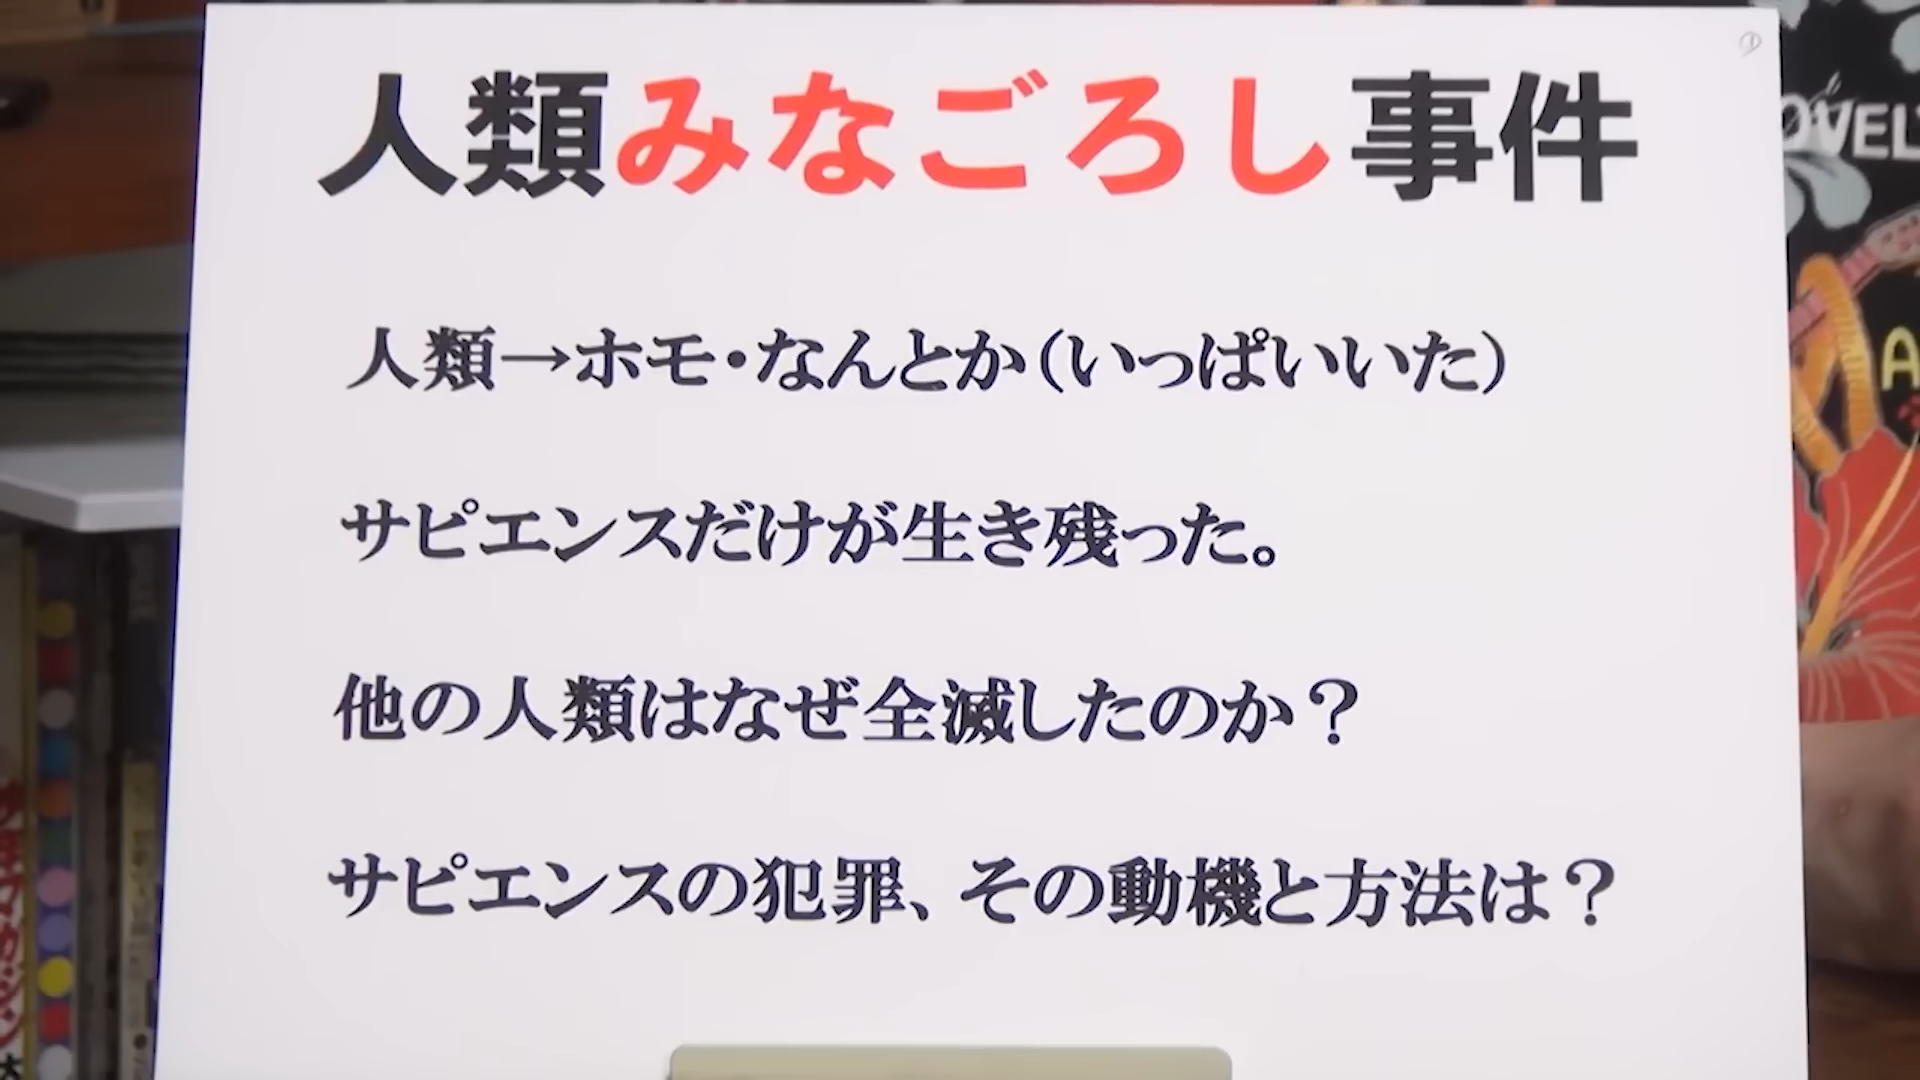 ①
人類みなごろし事件
人類→ホモ・なんとか（いっぱいいた）
サピエンスだけが生き残った。
他の人類はなぜ全滅したのか？
サピエンスの犯罪、その動機と方法は？